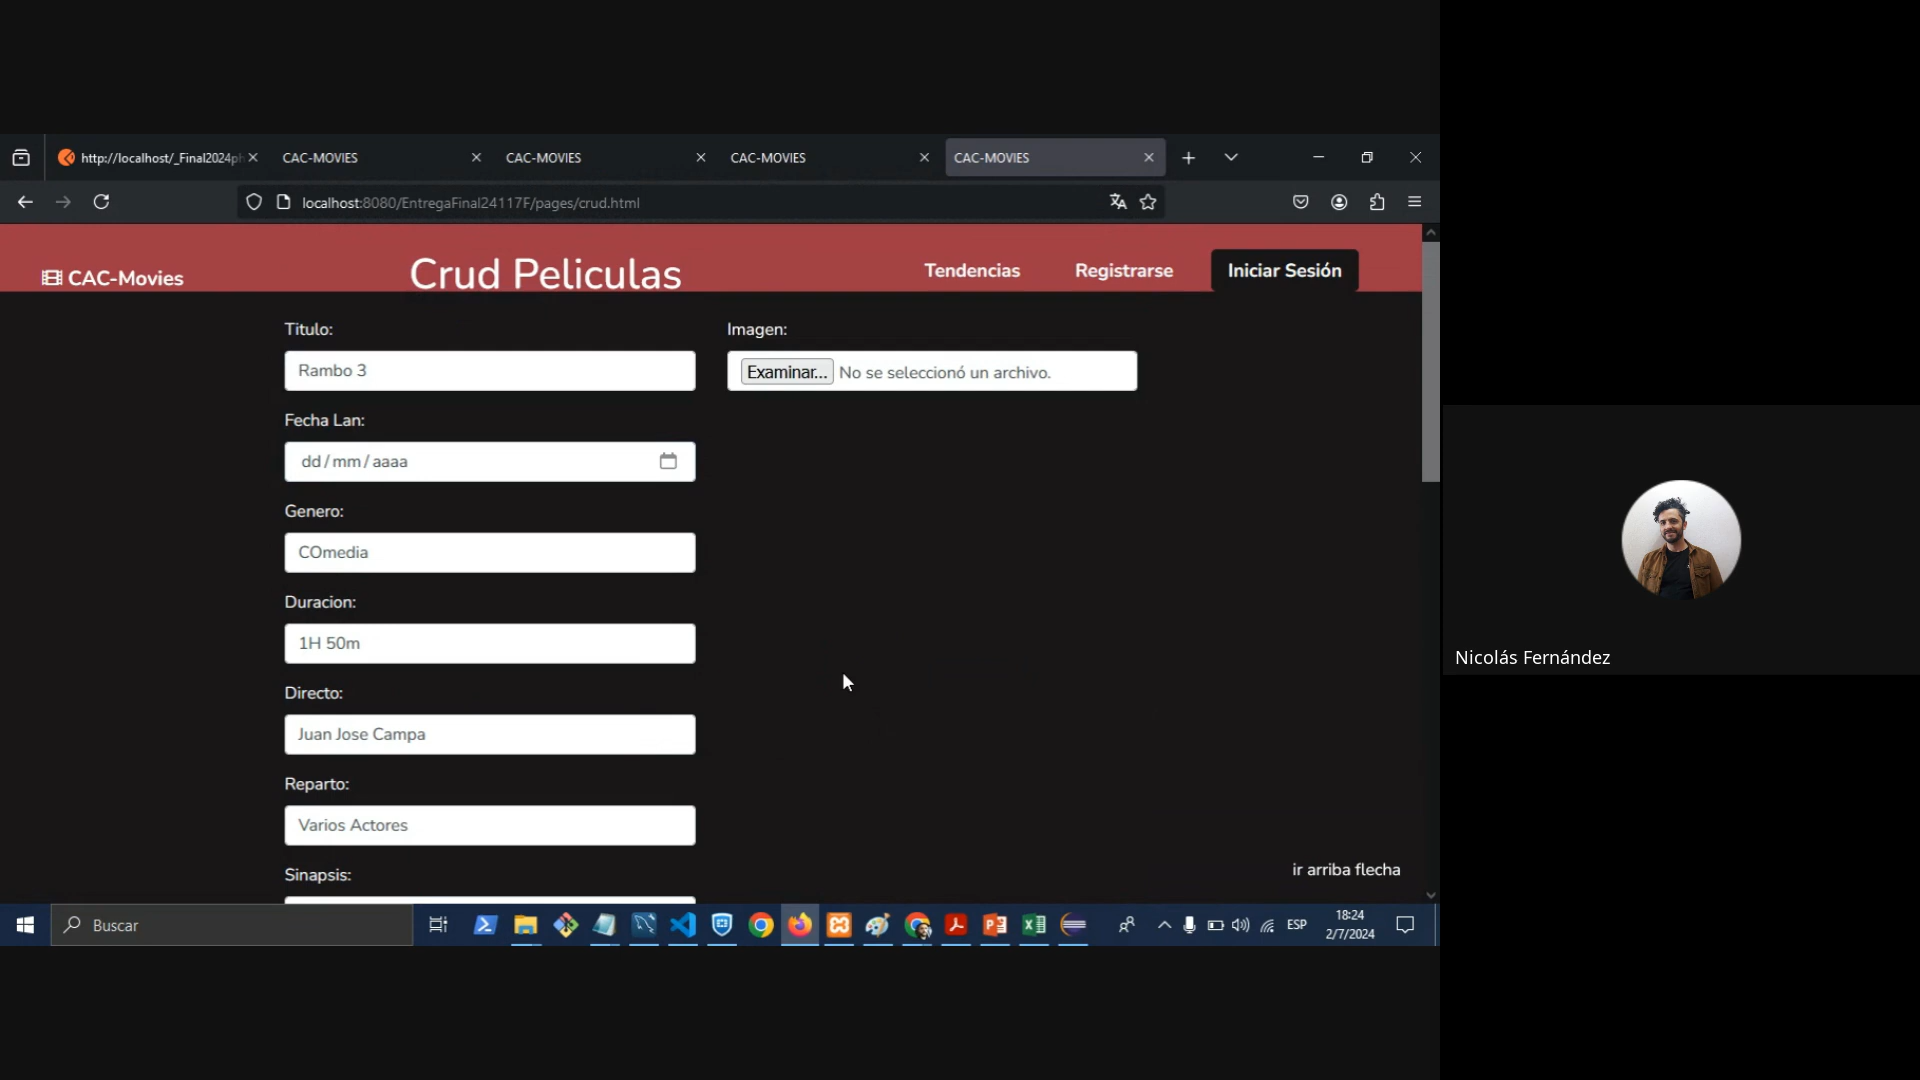 http://localhost/_Final2024ph
CAC-MOVIES
CAC-MOVIES
CAC-MOVIES
CAC-MOVIES
localhost:8080/EntregaFinal24117F/pages/crud.html
CAC-Movies
Crud Peliculas
Tendencias
Registrarse
Iniciar Sesión
Titulo:
Rambo 3
Imagen:
Examinar... No se seleccionó un archivo.
Fecha Lan:
dd/mm/aaaa
Genero:
COmedia
Duracion:
1H 50m
Directo:
Juan Jose Campa
Reparto:
Varios Actores
Sinapsis:
ir arriba flecha
Buscar
ESP
18:24
2/7/2024
Nicolás Fernández